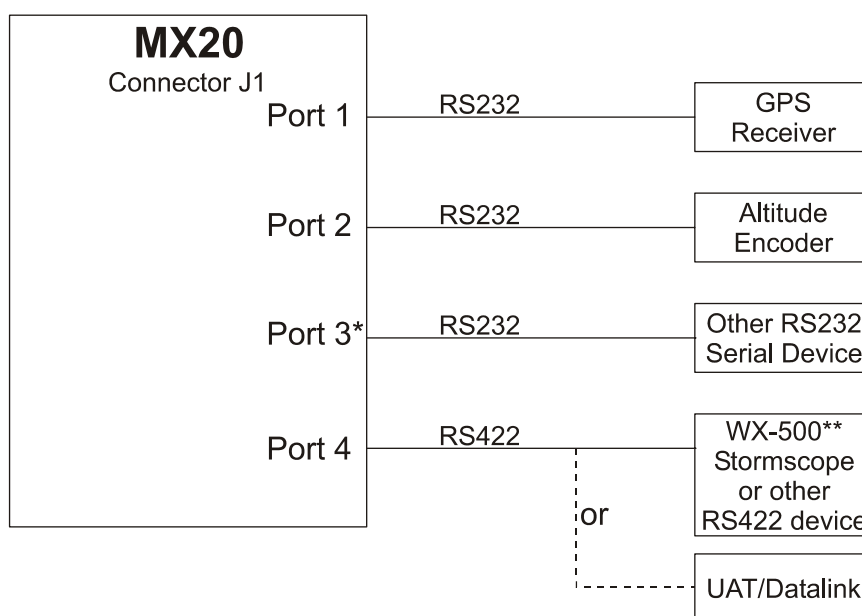 MX20
Connector J1
Port 1
RS232
GPS
Receiver
Port 2
RS232
Altitude
Encoder
Port 3*
RS232
Other RS232
Serial Device
Port 4
RS422
WX-500**
Stormscope
or other
RS422 device
or
UAT/Datalink